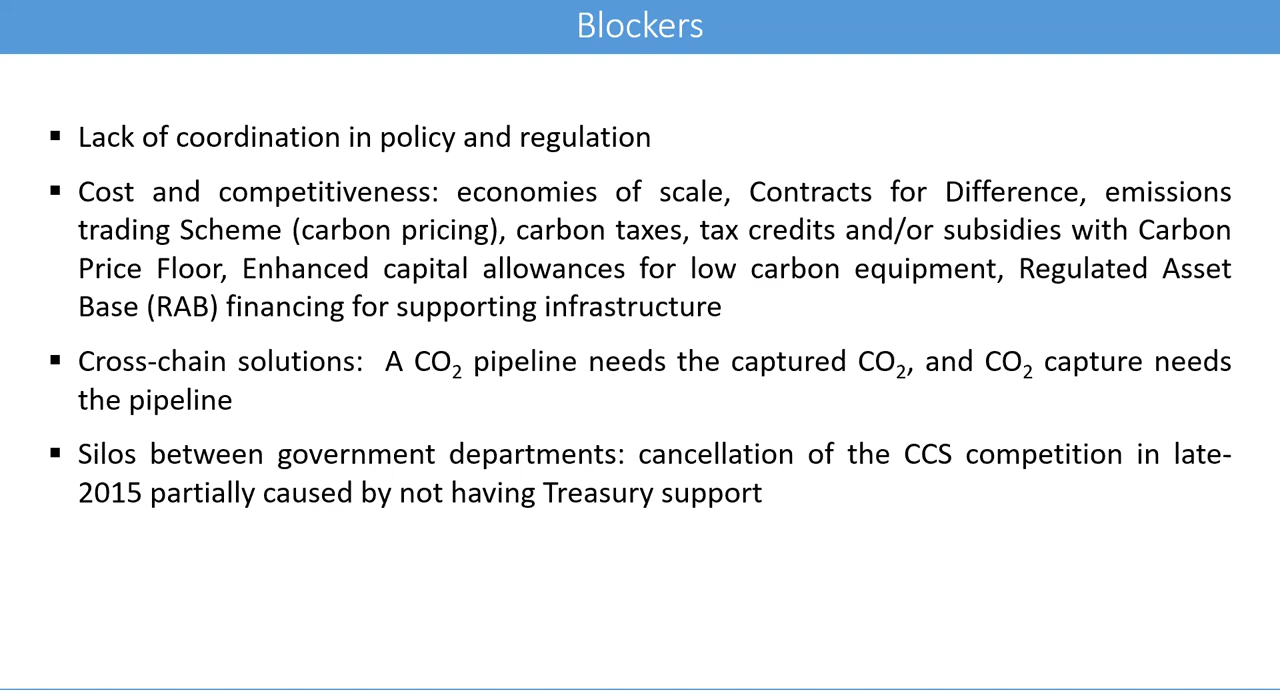 Blockers
▪ Lack of coordination in policy and regulation
▪ Cost and competitiveness: economies of scale, Contracts for Difference, emissions
trading Scheme (carbon pricing), carbon taxes, tax credits and/or subsidies with Carbon
Price Floor, Enhanced capital allowances for low carbon equipment, Regulated Asset
Base (RAB) financing for supporting infrastructure
▪ Cross-chain solutions: A CO₂ pipeline needs the captured CO₂, and CO₂ capture needs
the pipeline
▪ Silos between government departments: cancellation of the CCS competition in late-
2015 partially caused by not having Treasury support